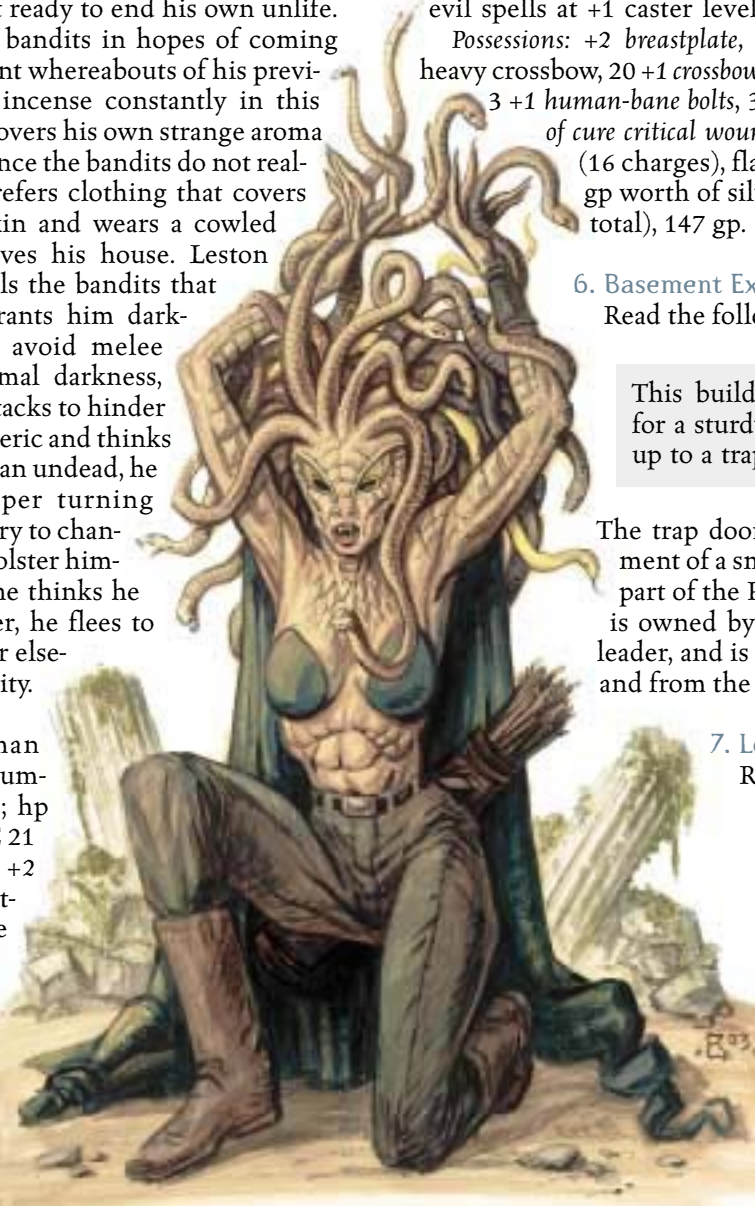 t ready to end his own unlife.
bandits in hopes of coming
nt whereabouts of his previ-
incense constantly in this
overs his own strange aroma
nce the bandits do not real-
refers clothing that covers
kin and wears a cowled
ves his house. Leston
ls the bandits that
rants him dark-
avoid melee
mal darkness,
tacks to hinder
eric and thinks
an undead, he
per turning
ry to chan-
olster him-
he thinks he
er, he flees to
r else-
ity.
man
um-
; hp
21
+2
t-
e
evil spells at +1 caster level
Possessions: +2 breastplate,
heavy crossbow, 20 +1 crossbow
3 +1 human-bane bolts, 3
of cure critical woun
(16 charges), fla
gp worth of silv
total), 147 gp.
6. Basement Ex
Read the follo
This build
for a sturd
up to a trap
The trap door
ment of a sm
part of the
is owned by
leader, and is
and from the
7. L
R